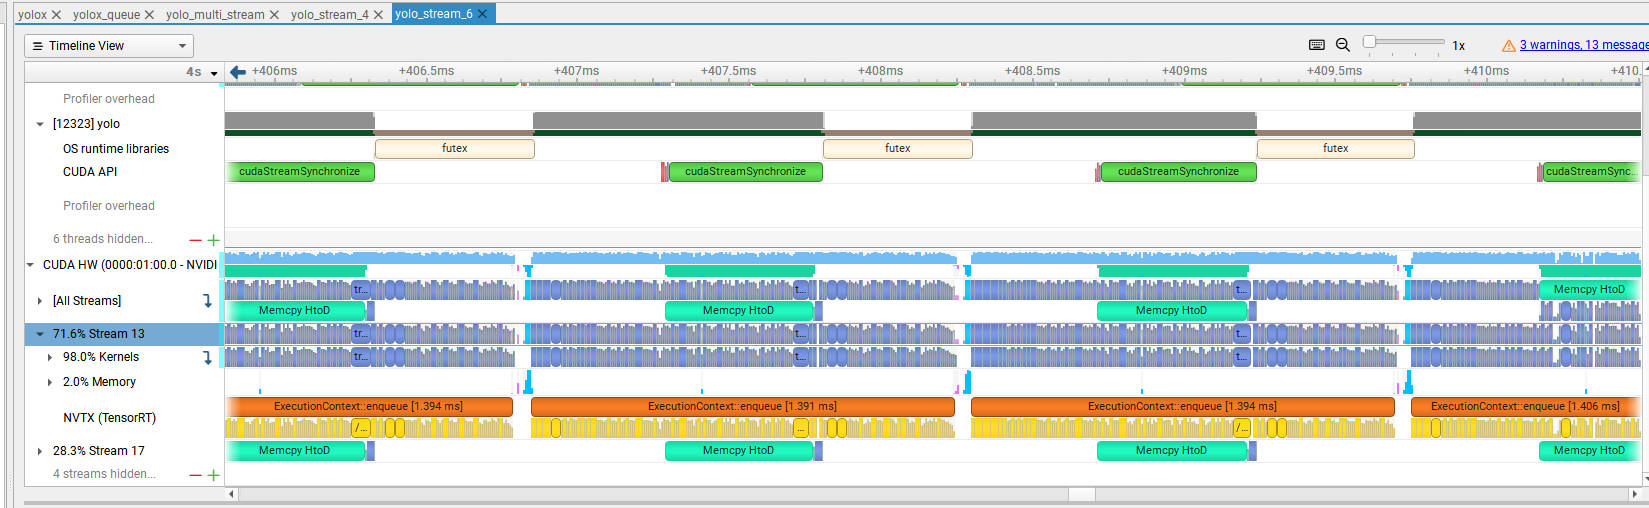 yolox yolox_queue yolo_multi_stream yolo_stream_4 yolo_stream_6
Timeline View 1x 3 warnings, 13 message
4s +406ms +406.5ms +407ms +407.5ms +408ms +408.5ms +409ms +409.5ms +410ms +410.
Profiler overhead
[12323] yolo
OS runtime libraries futex futex futex
CUDA API cudaStreamSynchronize cudaStreamSynchronize cudaStreamSynchronize cudaStreamSync...
Profiler overhead
6 threads hidden...
CUDA HW (0000:01:00.0 - NVIDI
[All Streams] tr... t... t... Memcpy HtoD
Memcpy HtoD Memcpy HtoD Memcpy HtoD
71.6% Stream 13 tr... t... t...
98.0% Kernels tr... t... t...
2.0% Memory
NVTX (TensorRT) ExecutionContext::enqueue [1.394 ms] ExecutionContext::enqueue [1.391 ms] ExecutionContext::enqueue [1.394 ms] ExecutionContext::enqueue [1.406 ms]
/... ... /...
28.3% Stream 17 Memcpy HtoD Memcpy HtoD Memcpy HtoD Memcpy HtoD
4 streams hidden...